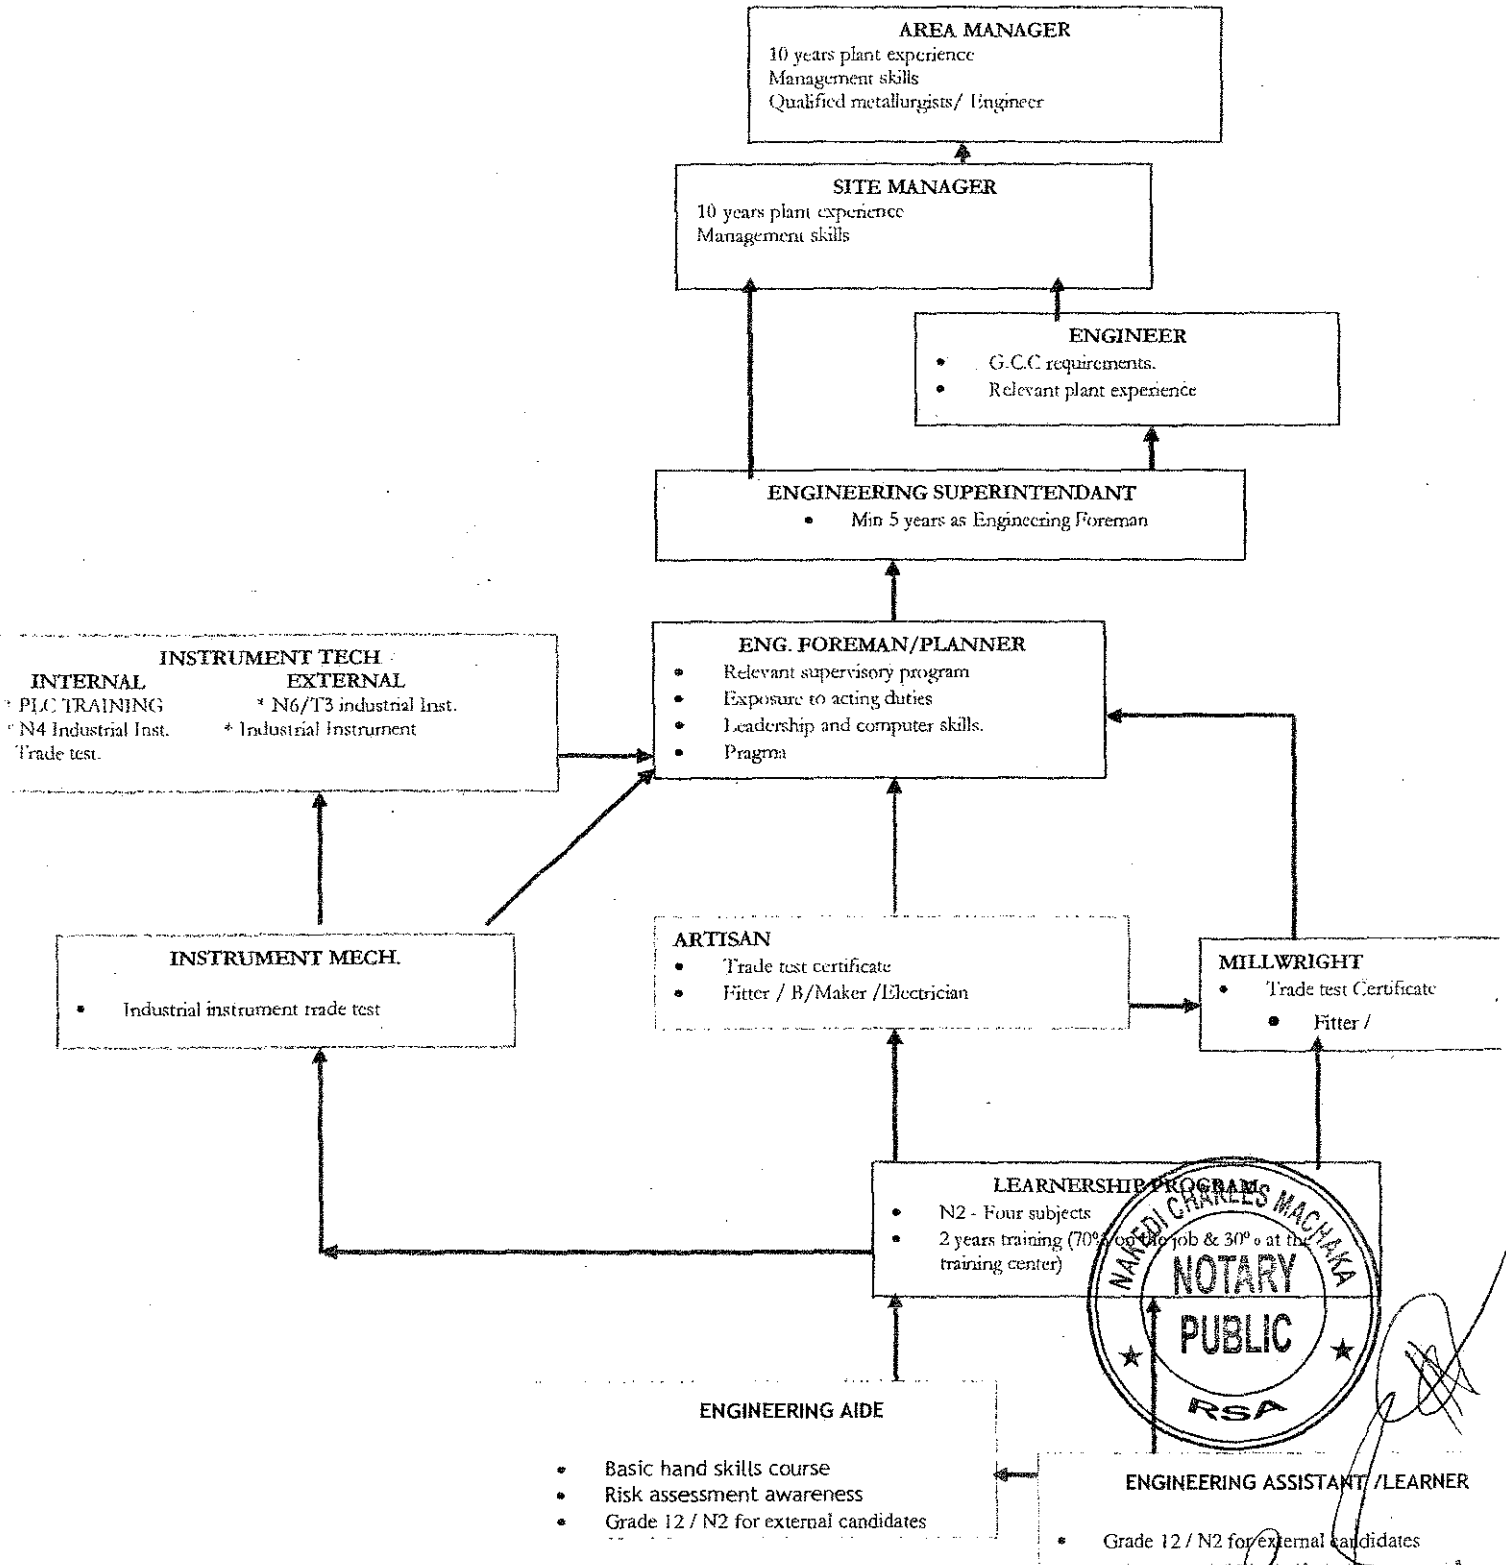 AREA MANAGER
10 years plant experience
Management skills
Qualified metallurgists/ Engineer
SITE MANAGER
10 years plant experience
Management skills
ENGINEER
• G.C.C requirements.
• Relevant plant experience
ENGINEERING SUPERINTENDANT
• Min 5 years as Engineering Foreman
INSTRUMENT TECH
INTERNAL EXTERNAL
* PLC TRAINING * N6/T3 industrial Inst.
* N4 Industrial Inst. * Industrial Instrument
Trade test.
ENG. FOREMAN/PLANNER
• Relevant supervisory program
• Exposure to acting duties
• Leadership and computer skills.
• Pragma
INSTRUMENT MECH.
• Industrial instrument trade test
ARTISAN
• Trade test certificate
• Fitter / B/Maker /Electrician
MILLWRIGHT
• Trade test Certificate
• Fitter /
LEARNERSHIP PROGRAM
• N2 - Four subjects
• 2 years training (70% on the job & 30% at the
training center)
NAKEDI CHARLES MACHAKA
NOTARY
PUBLIC
RSA
ENGINEERING AIDE
• Basic hand skills course
• Risk assessment awareness
• Grade 12 / N2 for external candidates
ENGINEERING ASSISTANT /LEARNER
• Grade 12 / N2 for external candidates